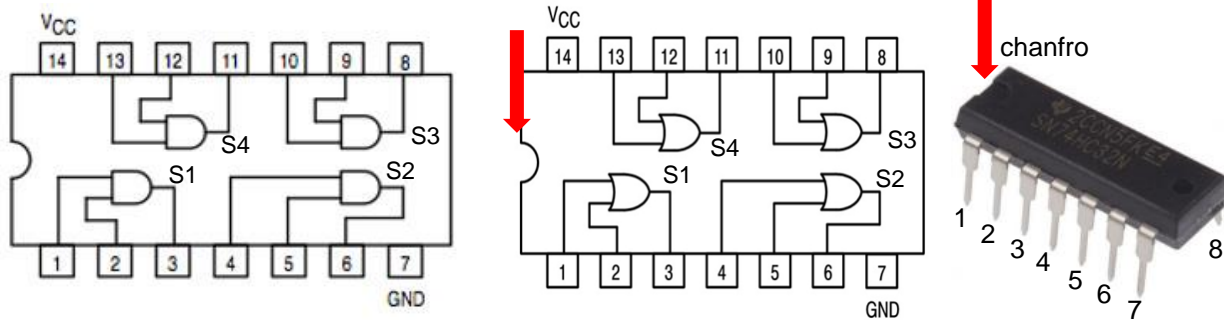 VCC
14 13 12 11 10 9 8
S4
S3
S1
S2
1 2 3 4 5 6 7
GND
VCC
14 13 12 11 10 9 8
S4
S3
S1
S2
1 2 3 4 5 6 7
GND
chanfro
SN74HC32N
1
2
3
4
5
6
7
8